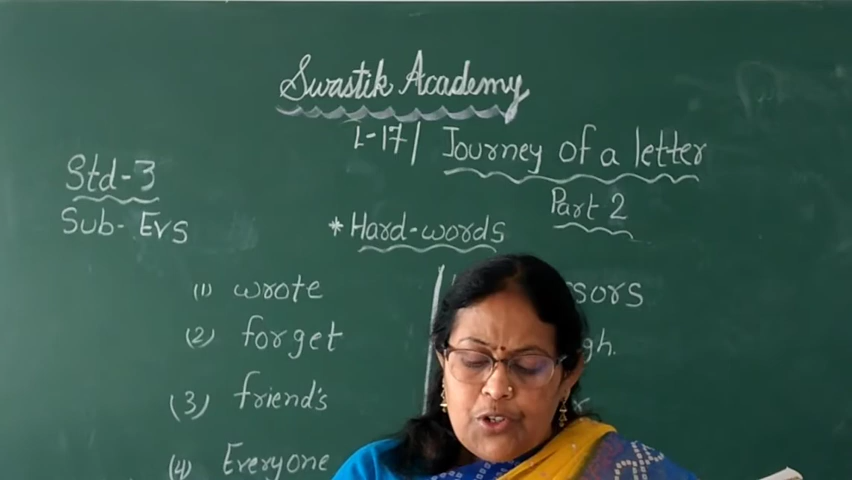 Swastik Academy
L-17/ Journey of a letter
Part 2
Std-3
Sub- Evs
* Hard-words
(1) wrote
(2) forget
(3) friend's
(4) Everyone